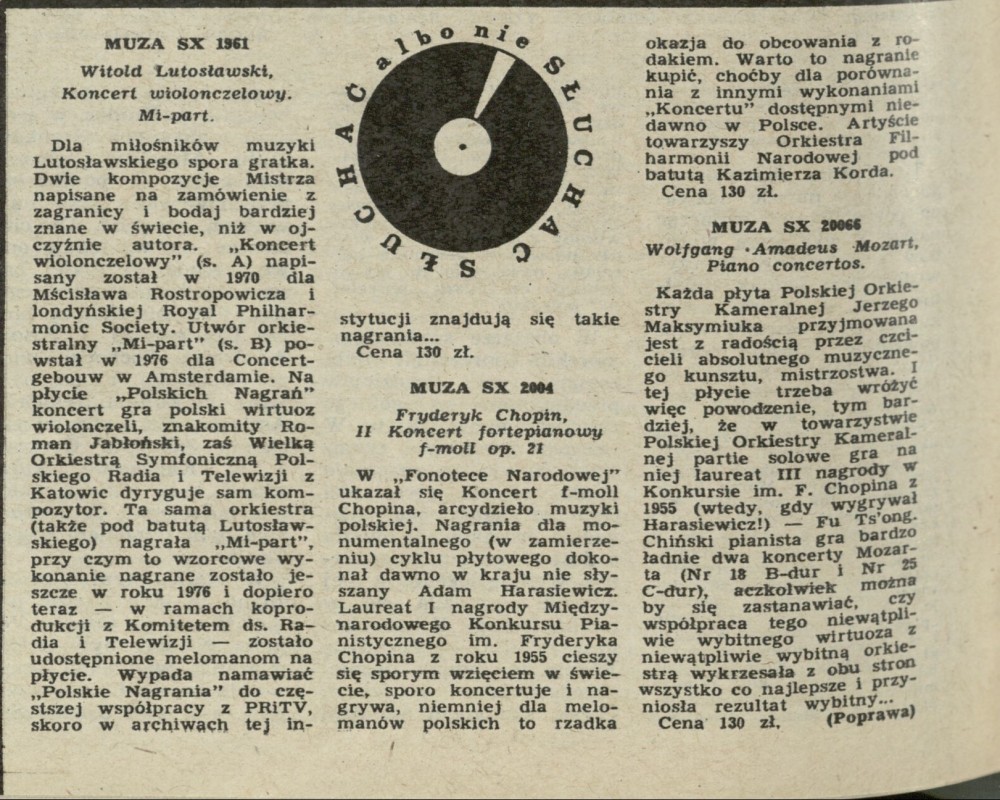 MUZA SX 1961
Witold Lutosławski,
Koncert wiolonczelowy.
Mi-part.
Dla miłośników muzyki
Lutosławskiego spora gratka.
Dwie kompozycje Mistrza
napisane na zamówienie z
zagranicy i bodaj bardziej
znane w świecie, niż w oj-
czyźnie autora. „Koncert
wiolonczelowy” (s. A) napi-
sany został w 1970 dla
Mścisława Rostropowicza i
londyńskiej Royal Philhar-
monic Society. Utwór orkie-
stralny „Mi-part” (s. B) po-
wstał w 1976 dla Concert-
gebouw w Amsterdamie. Na
płycie „Polskich Nagrań”
koncert gra polski wirtuoz
wiolonczeli, znakomity Ro-
man Jabłoński, zaś Wielką
Orkiestrą Symfoniczną Pol-
skiego Radia i Telewizji z
Katowic dyryguje sam kom-
pozytor. Ta sama orkiestra
(także pod batutą Lutosław-
skiego) nagrała „Mi-part”,
przy czym to wzorcowe wy-
konanie nagrane zostało je-
szcze w roku 1976 i dopiero
teraz — w ramach kopro-
dukcji z Komitetem ds. Ra-
dia i Telewizji — zostało
udostępnione melomanom na
płycie. Wypada namawiać
„Polskie Nagrania” do czę-
stszej współpracy z PRiTV,
skoro w archiwach tej in-
SŁUCHAĆ albo nie SŁUCHAĆ
stytucji znajdują się takie
nagrania...
Cena 130 zł.
MUZA SX 2004
Fryderyk Chopin,
II Koncert fortepianowy
f-moll op. 21
W „Fonotece Narodowej”
ukazał się Koncert f-moll
Chopina, arcydzieło muzyki
polskiej. Nagrania dla mo-
numentalnego (w zamierze-
niu) cyklu płytowego doko-
nał dawno w kraju nie sły-
szany Adam Harasiewicz.
Laureat I nagrody Między-
narodowego Konkursu Pia-
nistycznego im. Fryderyka
Chopina z roku 1955 cieszy
się sporym wzięciem w świe-
cie, sporo koncertuje i na-
grywa, niemniej dla melo-
manów polskich to rzadka
okazja do obcowania z ro-
dakiem. Warto to nagranie
kupić, choćby dla porówna-
nia z innymi wykonaniami
„Koncertu” dostępnymi nie-
dawno w Polsce. Artyście
towarzyszy Orkiestra Fil-
harmonii Narodowej pod
batutą Kazimierza Korda.
Cena 130 zł.
MUZA SX 20066
Wolfgang Amadeus Mozart,
Piano concertos.
Każda płyta Polskiej Orkie-
stry Kameralnej Jerzego
Maksymiuka przyjmowana
jest z radością przez czci-
cieli absolutnego muzyczne-
go kunsztu, mistrzostwa. I
tej płycie trzeba wróżyć
więc powodzenie, tym bar-
dziej, że w towarzystwie
Polskiej Orkiestry Kameral-
nej partie solowe gra na
niej laureat III nagrody w
Konkursie im. F. Chopina z
1955 (wtedy, gdy wygrywał
Harasiewicz!) — Fu Ts'ong.
Chiński pianista gra bardzo
ładnie dwa koncerty Mozar-
ta (Nr 18 B-dur i Nr 25
C-dur), aczkolwiek można
by się zastanawiać, czy
współpraca tego niewątpli-
wie wybitnego wirtuoza z
niewątpliwie wybitną orkie-
strą wykrzesała z obu stron
wszystko co najlepsze i przy-
niosła rezultat wybitny...
Cena 130 zł. (Poprawa)